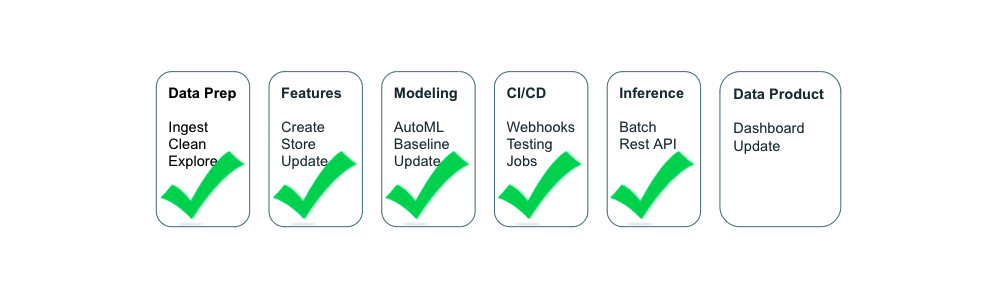 Data Prep
Ingest
Clean
Explore
Features
Create
Store
Update
Modeling
AutoML
Baseline
Update
CI/CD
Webhooks
Testing
Jobs
Inference
Batch
Rest API
Data Product
Dashboard
Update